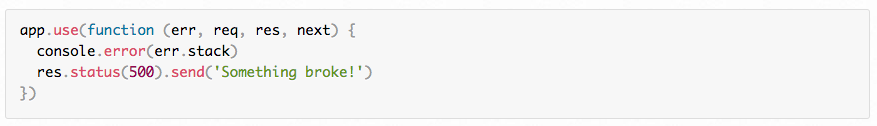 app.use(function (err, req, res, next) {
  console.error(err.stack)
  res.status(500).send('Something broke!')
})